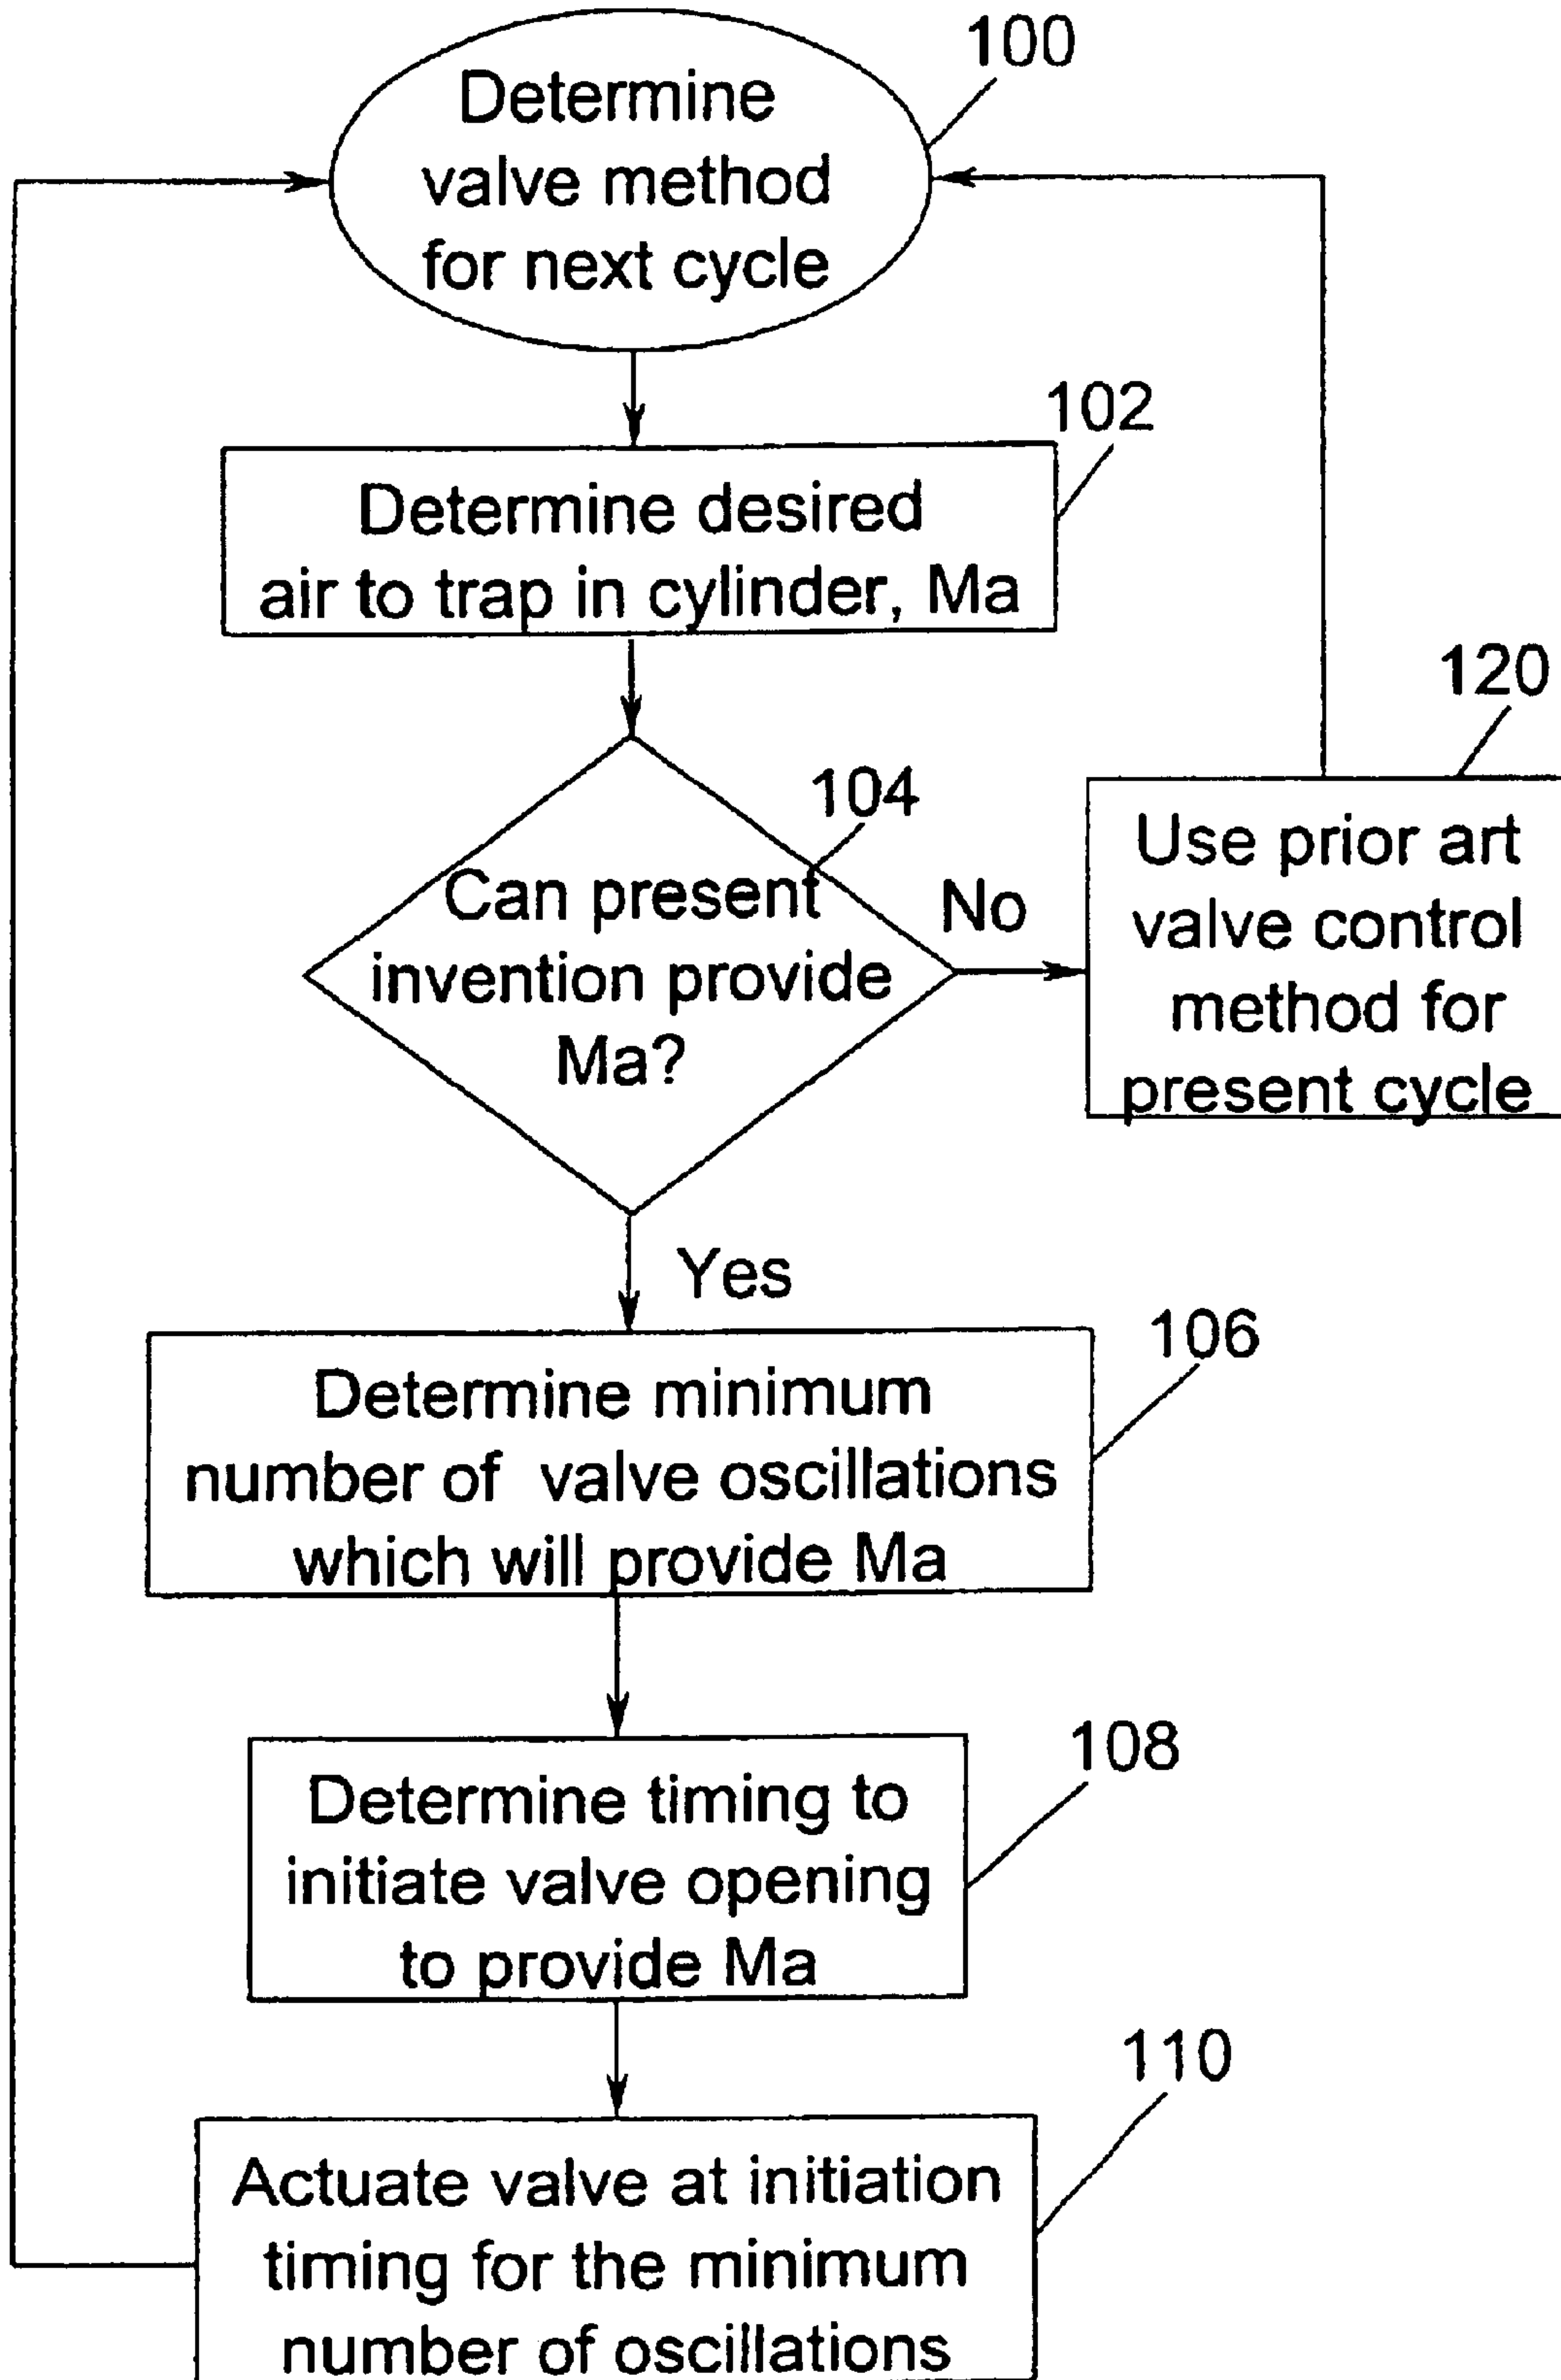 100
Determine
valve method
for next cycle
102
Determine desired
air to trap in cylinder, Ma
104
Can present
invention provide
Ma?
No
120
Use prior art
valve control
method for
present cycle
Yes
106
Determine minimum
number of valve oscillations
which will provide Ma
108
Determine timing to
initiate valve opening
to provide Ma
110
Actuate valve at initiation
timing for the minimum
number of oscillations